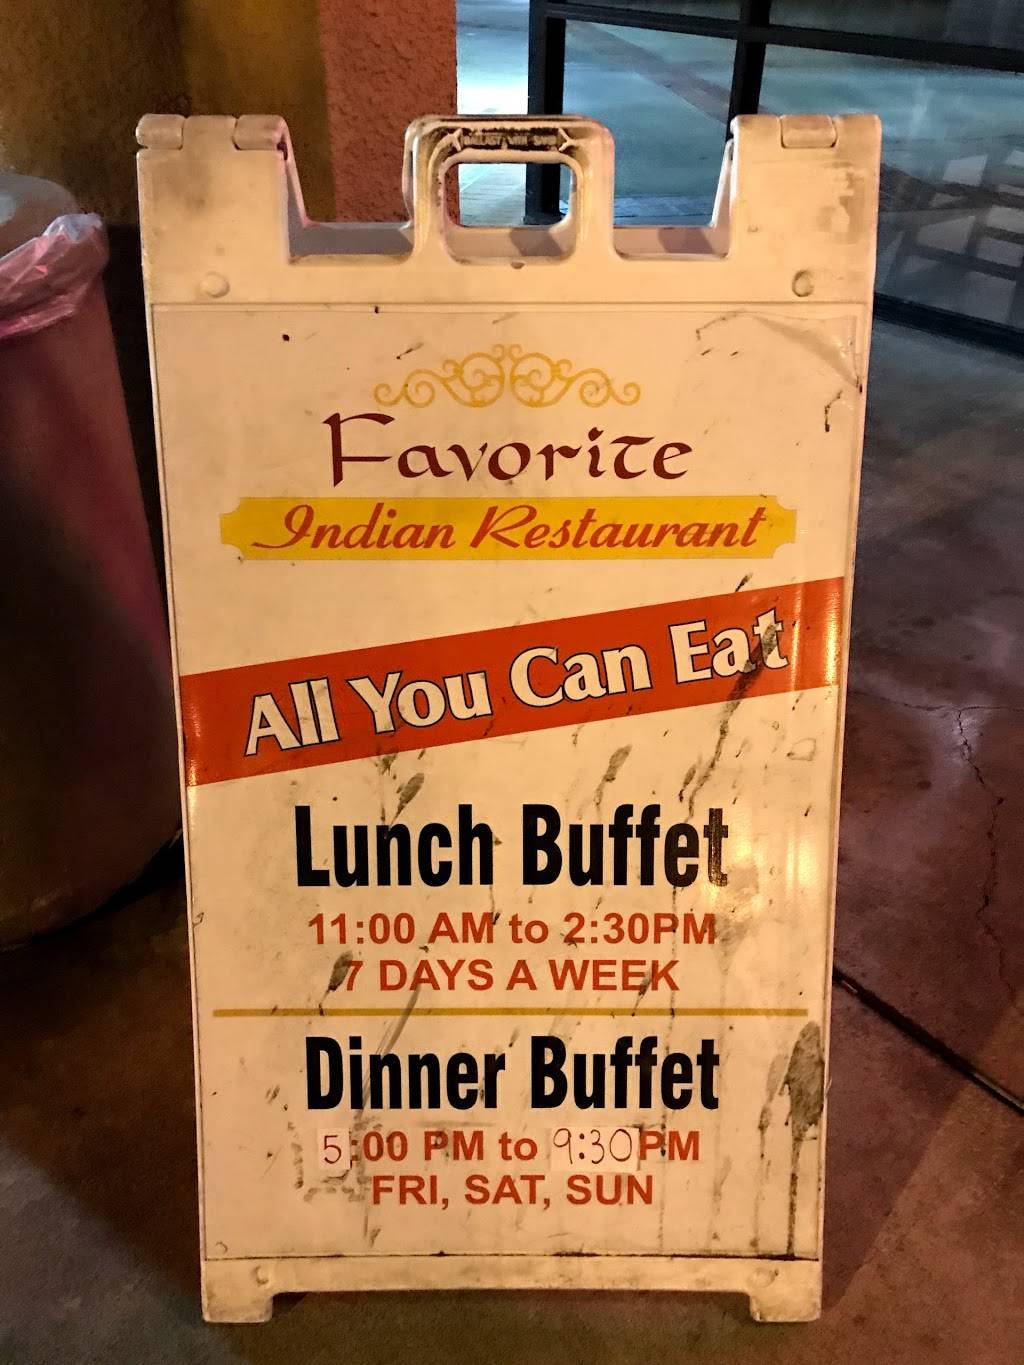 Favorite
Indian Restaurant
All You Can Eat
Lunch Buffet
11:00 AM to 2:30PM
7 DAYS A WEEK
Dinner Buffet
5:00 PM to 9:30PM
FRI, SAT, SUN